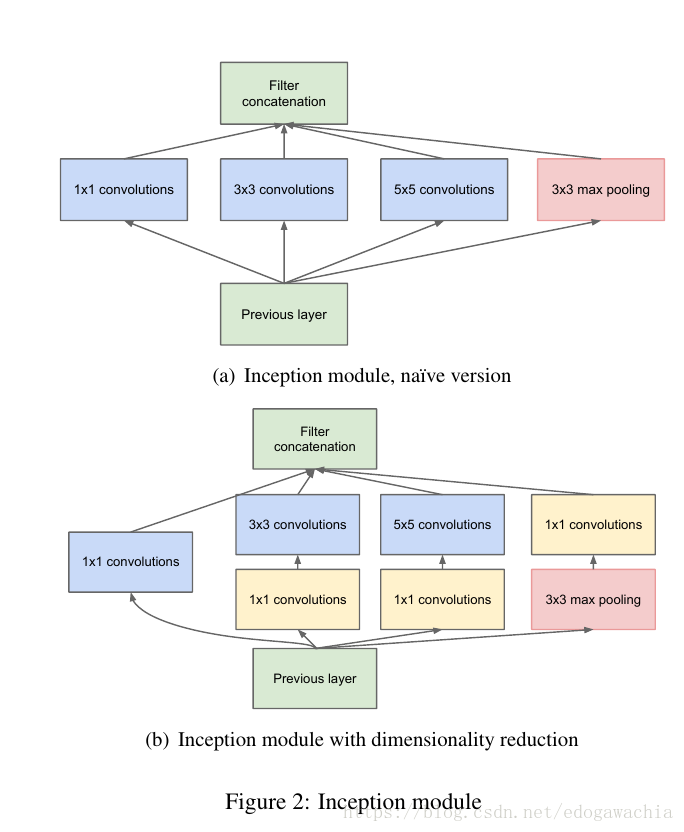 Filter
concatenation
1x1 convolutions
3x3 convolutions
5x5 convolutions
3x3 max pooling
Previous layer
(a) Inception module, naïve version
Filter
concatenation
3x3 convolutions
5x5 convolutions
1x1 convolutions
1x1 convolutions
1x1 convolutions
1x1 convolutions
3x3 max pooling
Previous layer
(b) Inception module with dimensionality reduction
Figure 2: Inception module
https://blog.csdn.net/edogawachia